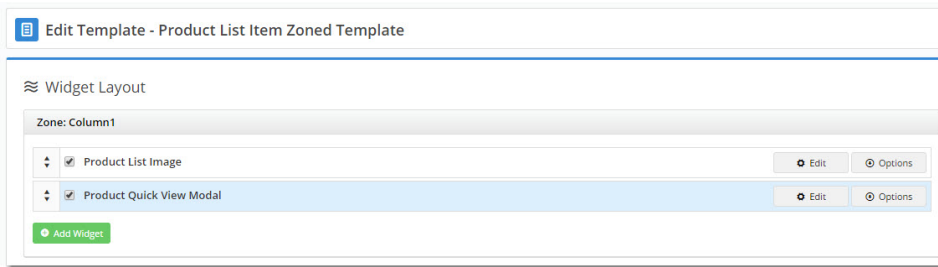 Edit Template - Product List Item Zoned Template
Widget Layout
Zone: Column1
Product List Image Edit Options
Product Quick View Modal Edit Options
Add Widget